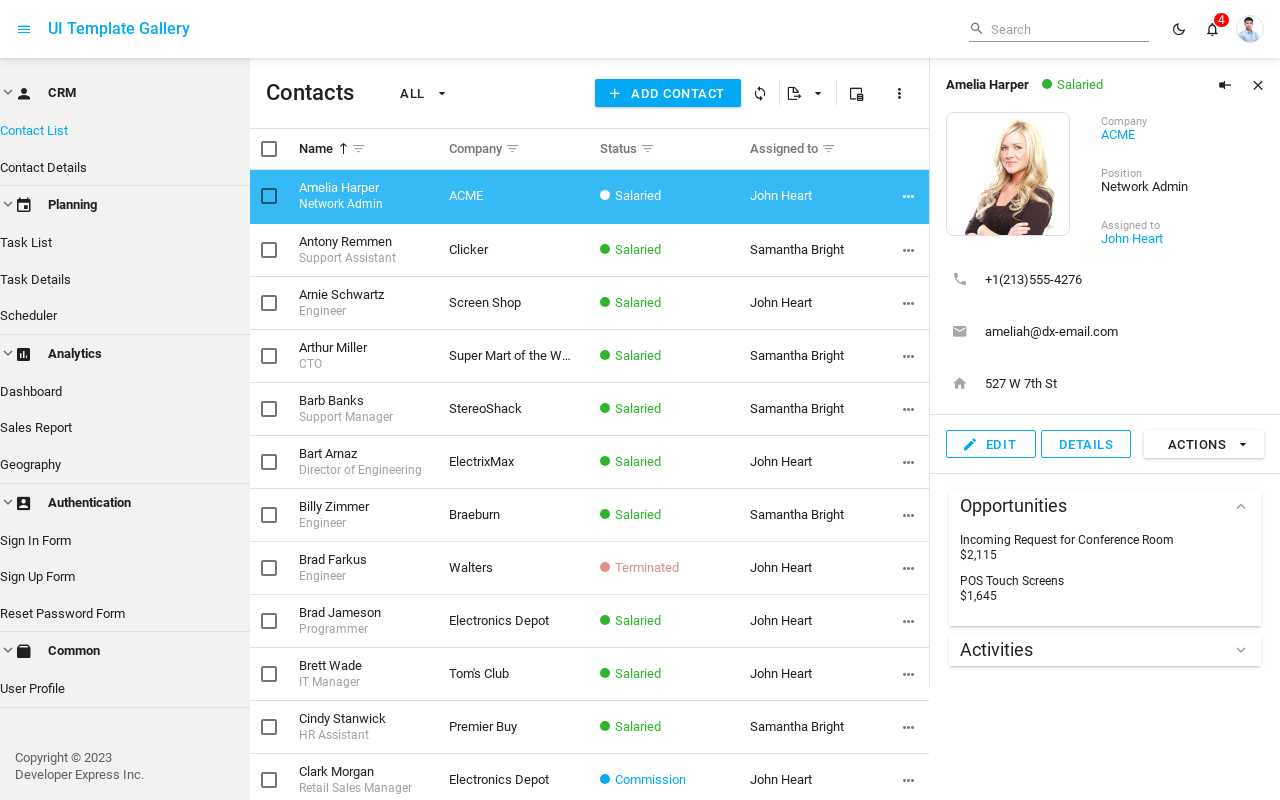 UI Template Gallery
Search
4
CRM
Contact List
Contact Details
Planning
Task List
Task Details
Scheduler
Analytics
Dashboard
Sales Report
Geography
Authentication
Sign In Form
Sign Up Form
Reset Password Form
Common
User Profile
Copyright © 2023
Developer Express Inc.
Contacts ALL ADD CONTACT
Name Company Status Assigned to
Amelia Harper
Network Admin
ACME Salaried John Heart
Antony Remmen
Support Assistant
Clicker Salaried Samantha Bright
Arnie Schwartz
Engineer
Screen Shop Salaried John Heart
Arthur Miller
CTO
Super Mart of the W... Salaried Samantha Bright
Barb Banks
Support Manager
StereoShack Salaried Samantha Bright
Bart Arnaz
Director of Engineering
ElectrixMax Salaried John Heart
Billy Zimmer
Engineer
Braeburn Salaried Samantha Bright
Brad Farkus
Engineer
Walters Terminated John Heart
Brad Jameson
Programmer
Electronics Depot Salaried John Heart
Brett Wade
IT Manager
Tom's Club Salaried John Heart
Cindy Stanwick
HR Assistant
Premier Buy Salaried Samantha Bright
Clark Morgan
Retail Sales Manager
Electronics Depot Commission John Heart
Amelia Harper Salaried
Company
ACME
Position
Network Admin
Assigned to
John Heart
+1(213)555-4276
ameliah@dx-email.com
527 W 7th St
EDIT DETAILS ACTIONS
Opportunities
Incoming Request for Conference Room
$2,115
POS Touch Screens
$1,645
Activities